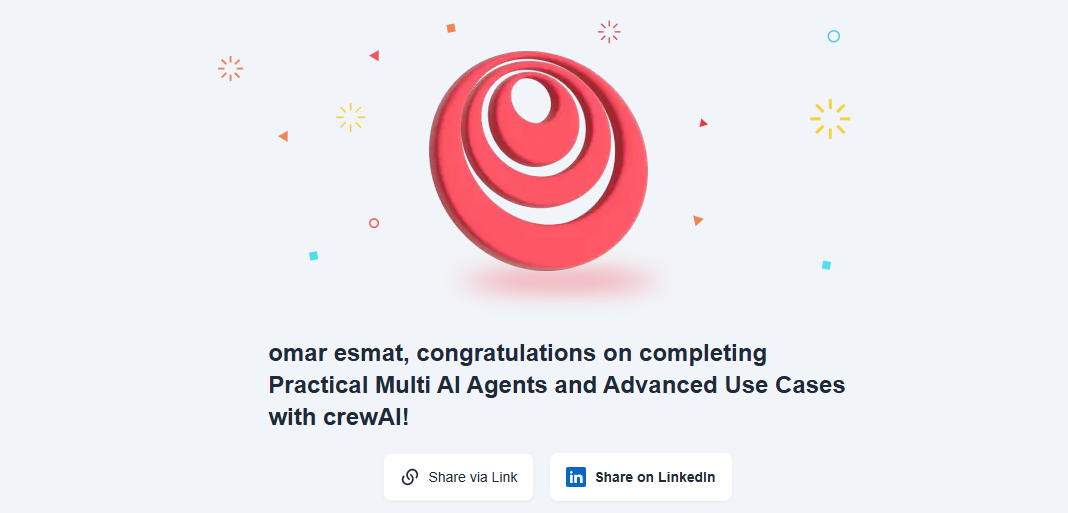 omar esmat, congratulations on completing
Practical Multi AI Agents and Advanced Use Cases
with crewAI!
Share via Link
in Share on LinkedIn